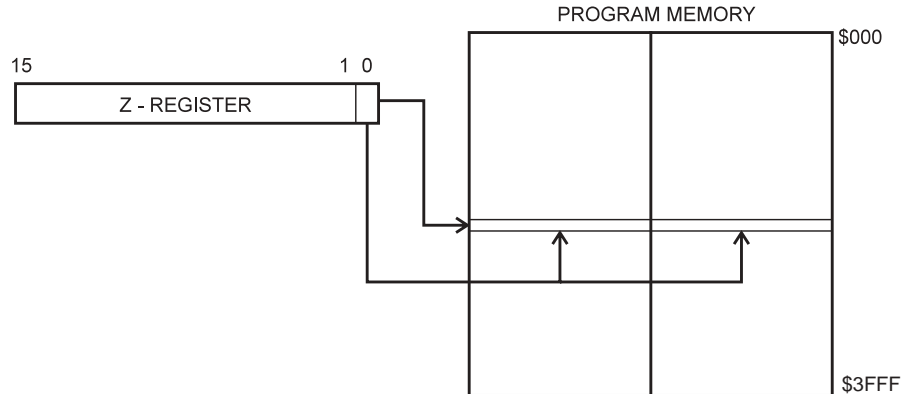 PROGRAM MEMORY
$000
15 1 0
Z - REGISTER
$3FFF